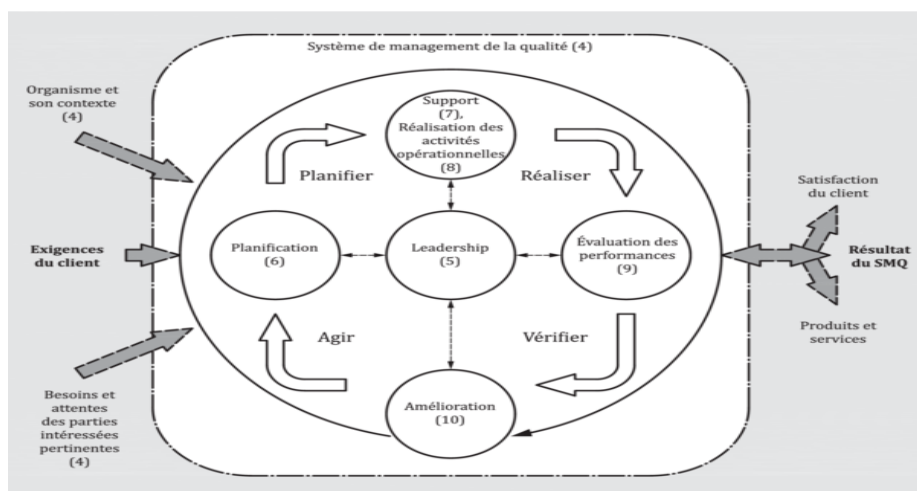 Système de management de la qualité (4)
Organisme et
son contexte
(4)
Support
(7),
Réalisation des
activités
opérationnelles
(8)
Planifier
Réaliser
Satisfaction
du client
Exigences
du client
Planification
(6)
Leadership
(5)
Évaluation des
performances
(9)
Résultat
du SMQ
Agir
Vérifier
Produits et
services
Besoins et
attentes
des parties
intéressées
pertinentes
(4)
Amélioration
(10)